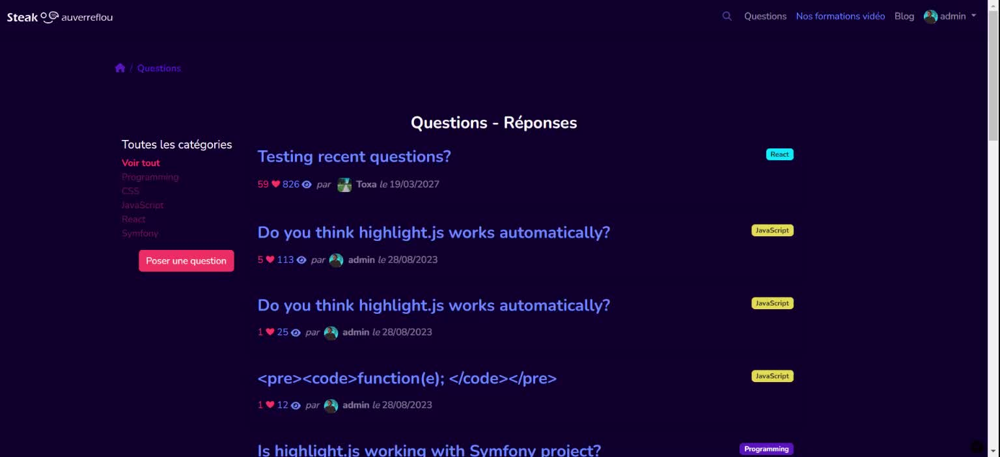 Steak auverreflou
Questions Nos formations vidéo Blog admin
/ Questions
Questions - Réponses
Toutes les catégories
Voir tout
Programming
CSS
JavaScript
React
Symfony
Poser une question
Testing recent questions?
React
59 826 par Toxa le 19/03/2027
Do you think highlight.js works automatically?
JavaScript
5 113 par admin le 28/08/2023
Do you think highlight.js works automatically?
JavaScript
1 25 par admin le 28/08/2023
<pre><code>function(e); </code></pre>
JavaScript
1 12 par admin le 28/08/2023
Is highlight.js working with Symfony project?
Programming